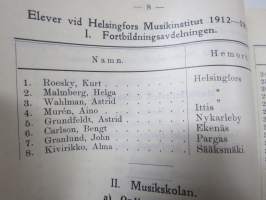 — 8 —
Elever vid Helsingfors Musikinstitut 1912—
I. Fortbildningsavdelningen.
Namn. Hemort
1. Roesky, Kurt Helsingfors
2. Malmberg, Helga "
3. Wahlman, Astrid "
4. Murén, Aino Ittis
5. Grundfeldt, Astrid Nykarleby
6. Carlson, Bengt Ekenäs
7. Granlund, John Pargas
8. Kivirikko, Alma Sääksmäki
II. Musikskolan.